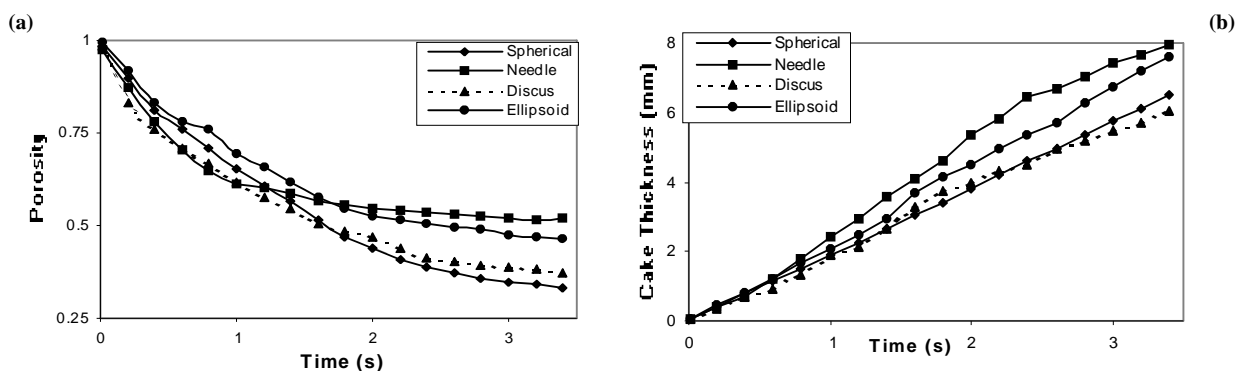 (a)
1
0.75
0.5
0.25
Porosity
0
1
2
3
Time (s)
Spherical
Needle
Discus
Ellipsoid
(b)
8
6
4
2
0
Cake Thickness [mm)
1
2
3
Time (s)
Spherical
Needle
Discus
Ellipsoid